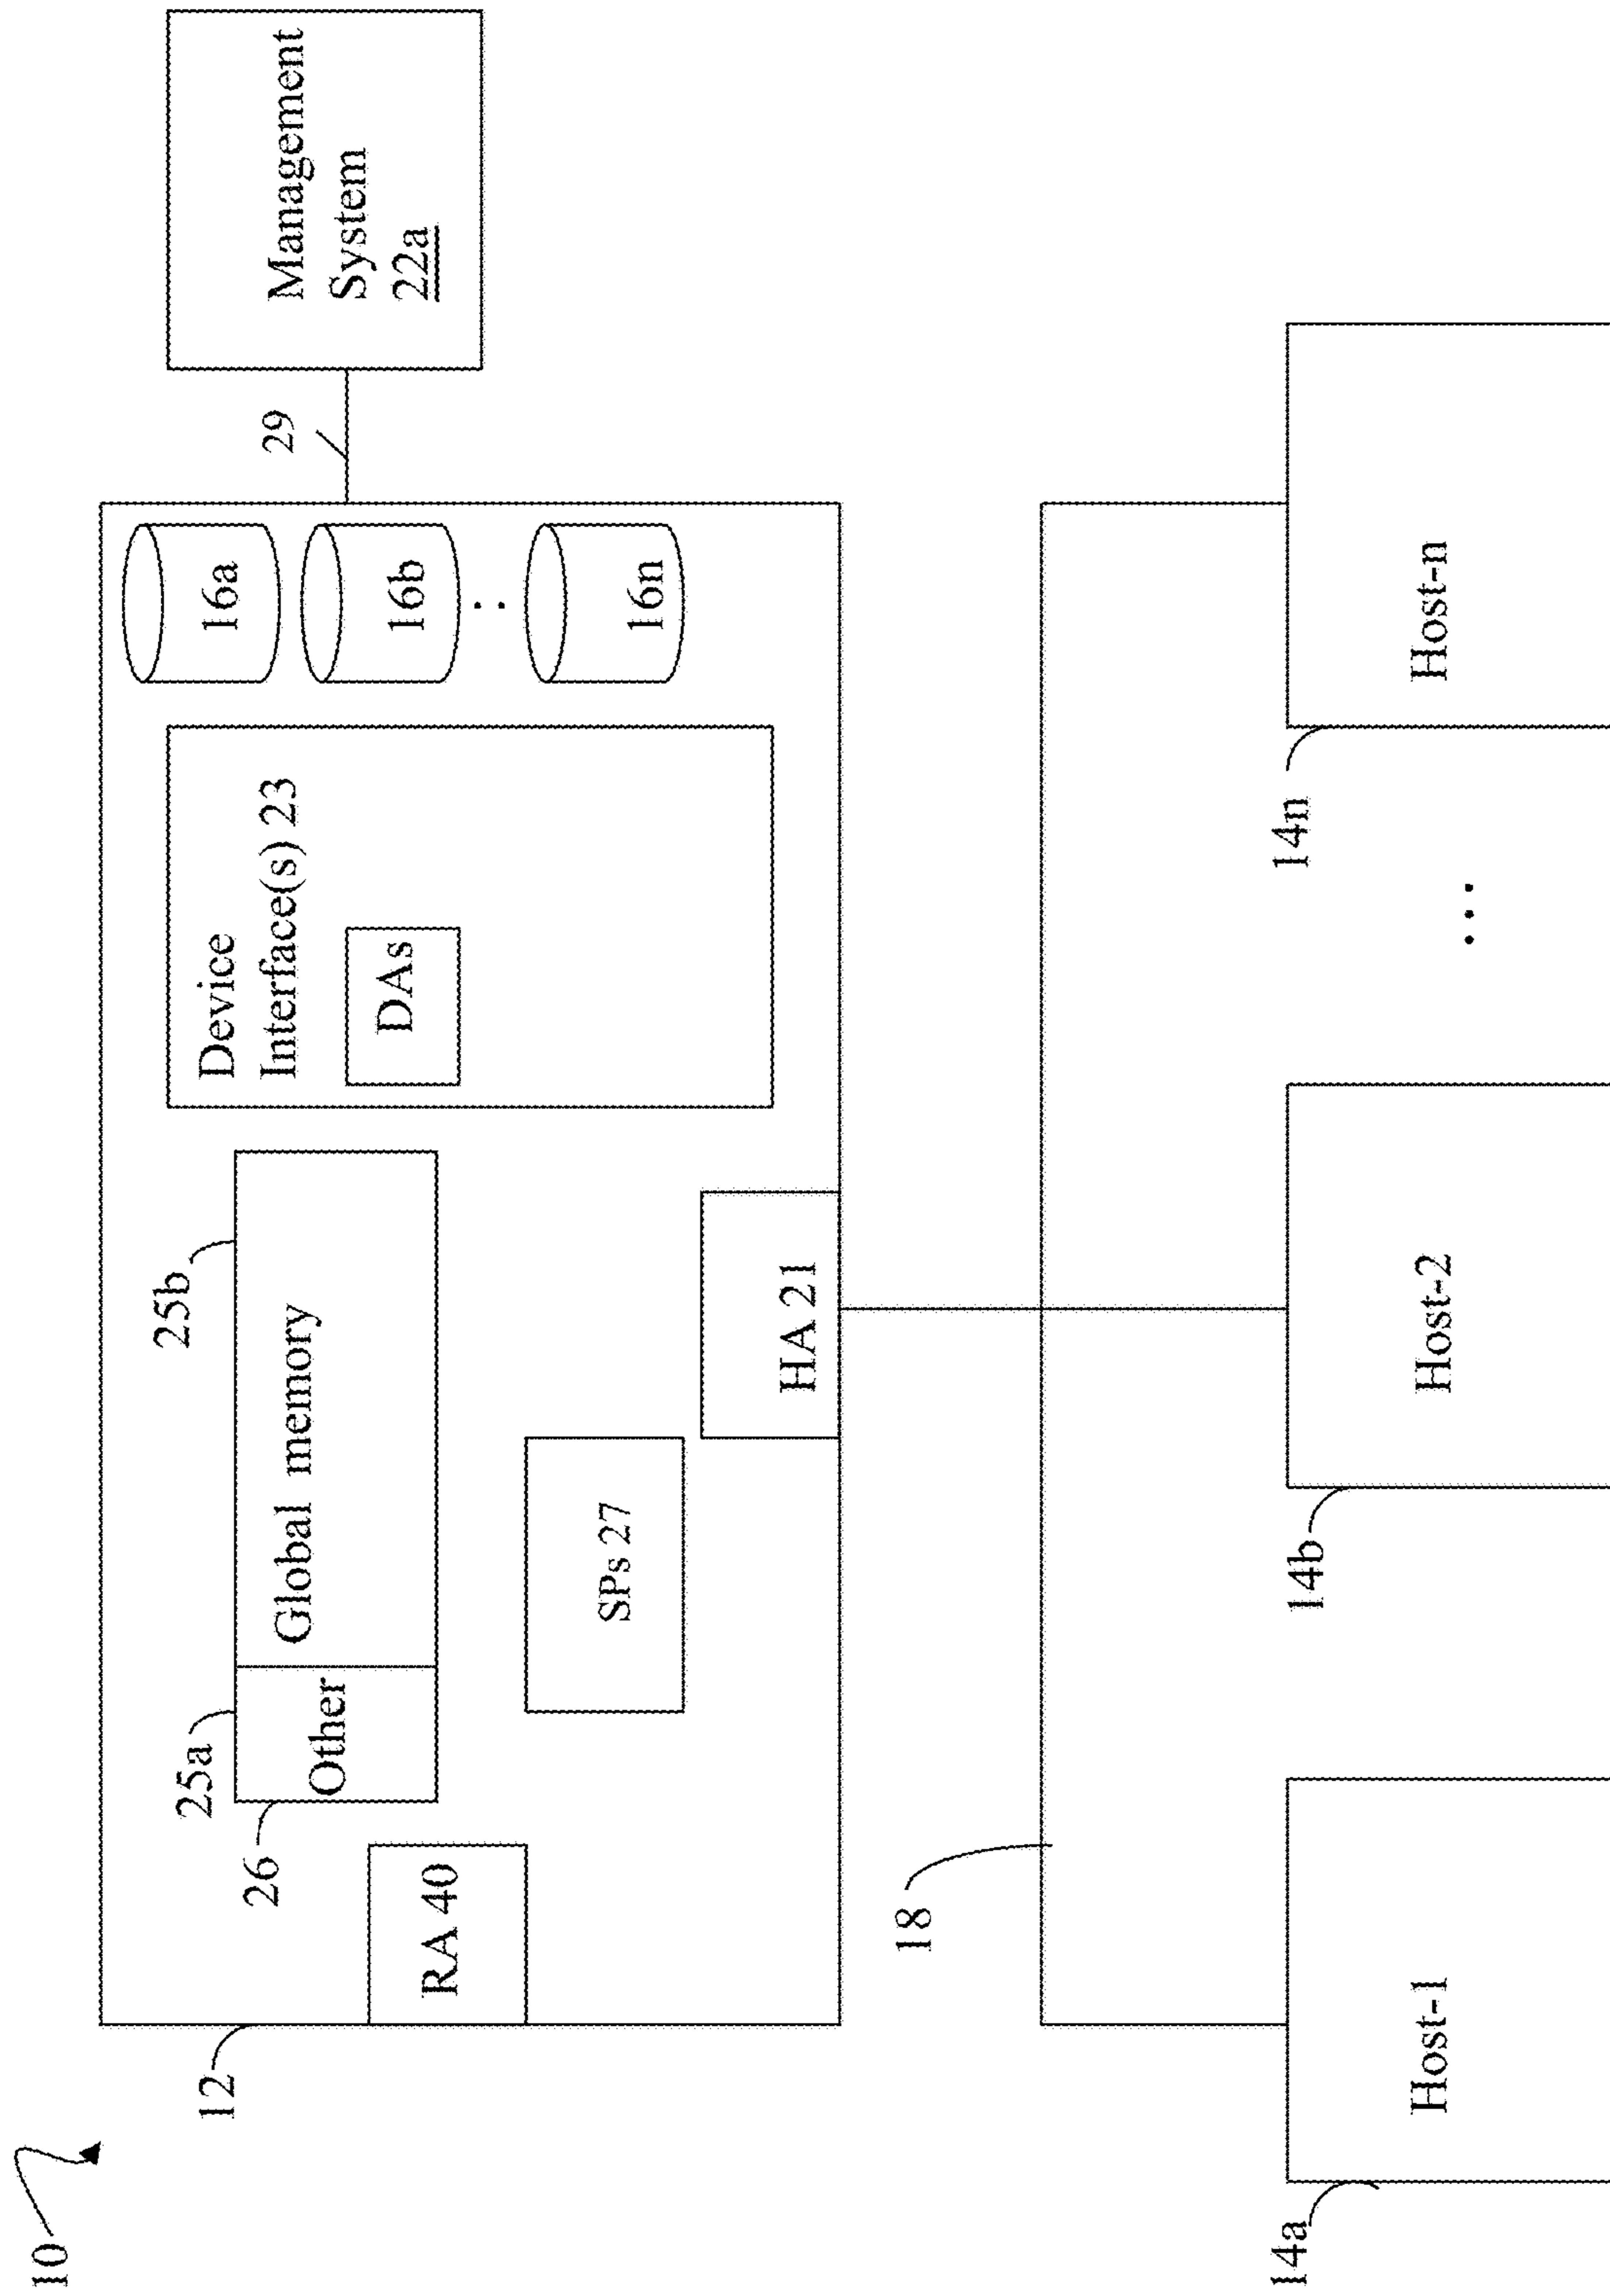 10
12
26
25a
25b
Other
Global memory
Device
Interface(s) 23
DAs
16a
16b
16n
29
Management
System
22a
RA 40
SPs 27
HA 21
18
14a
Host-1
14b
Host-2
14n
Host-n